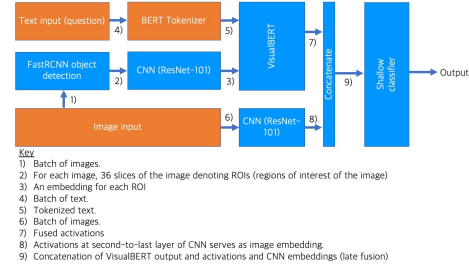 Text input (question)
4)
BERT Tokenizer
5)
VisualBERT
7)
FastRCNN object
detection
2)
CNN (ResNet-101)
3)
1)
Image input
6)
CNN (ResNet-
101)
8)
Concatenate
9)
Shallow
classifier
Output
Key
1) Batch of images.
2) For each image, 36 slices of the image denoting ROIs (regions of interest of the image)
3) An embedding for each ROI
4) Batch of text.
5) Tokenized text.
6) Batch of images.
7) Fused activations
8) Activations at second-to-last layer of CNN serves as image embedding.
9) Concatenation of VisualBERT output and activations and CNN embeddings (late fusion)